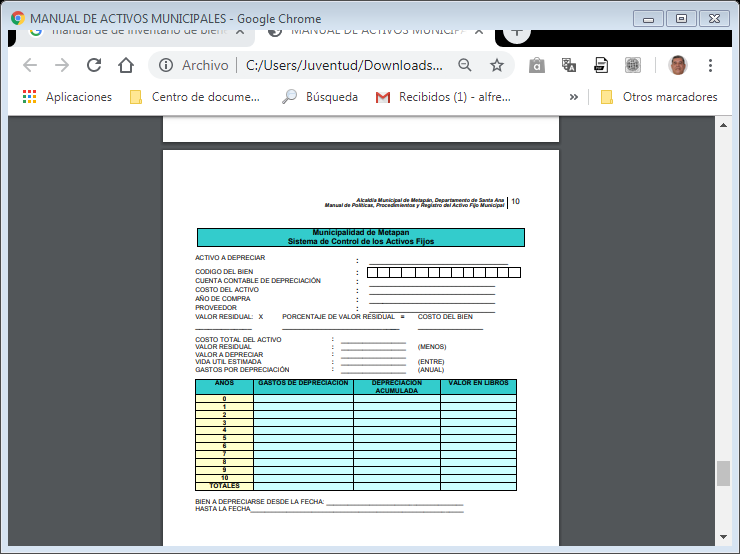 MANUAL DE ACTIVOS MUNICIPALES - Google Chrome
manual de de inventario de bien
MANUAL DE ACTIVOS MUNICIPA
Archivo | C:/Users/Juventud/Downloads...
Aplicaciones Centro de docume... Búsqueda Recibidos (1) - alfre... » Otros marcadores
Alcaldía Municipal de Metapán, Departamento de Santa Ana
Manual de Políticas, Procedimientos y Registro del Activo Fijo Municipal
10
Municipalidad de Metapan
Sistema de Control de los Activos Fijos
ACTIVO A DEPRECIAR :
CODIGO DEL BIEN :
CUENTA CONTABLE DE DEPRECIACIÓN :
COSTO DEL ACTIVO :
AÑO DE COMPRA :
PROVEEDOR :
VALOR RESIDUAL: X PORCENTAJE DE VALOR RESIDUAL = COSTO DEL BIEN
COSTO TOTAL DEL ACTIVO :
VALOR RESIDUAL : (MENOS)
VALOR A DEPRECIAR :
VIDA UTIL ESTIMADA : (ENTRE)
GASTOS POR DEPRECIACIÓN : (ANUAL)
AÑOS GASTOS DE DEPRECIACION DEPRECIACION ACUMULADA VALOR EN LIBROS
0
1
2
3
4
5
6
7
8
9
10
TOTALES
BIEN A DEPRECIARSE DESDE LA FECHA:
HASTA LA FECHA